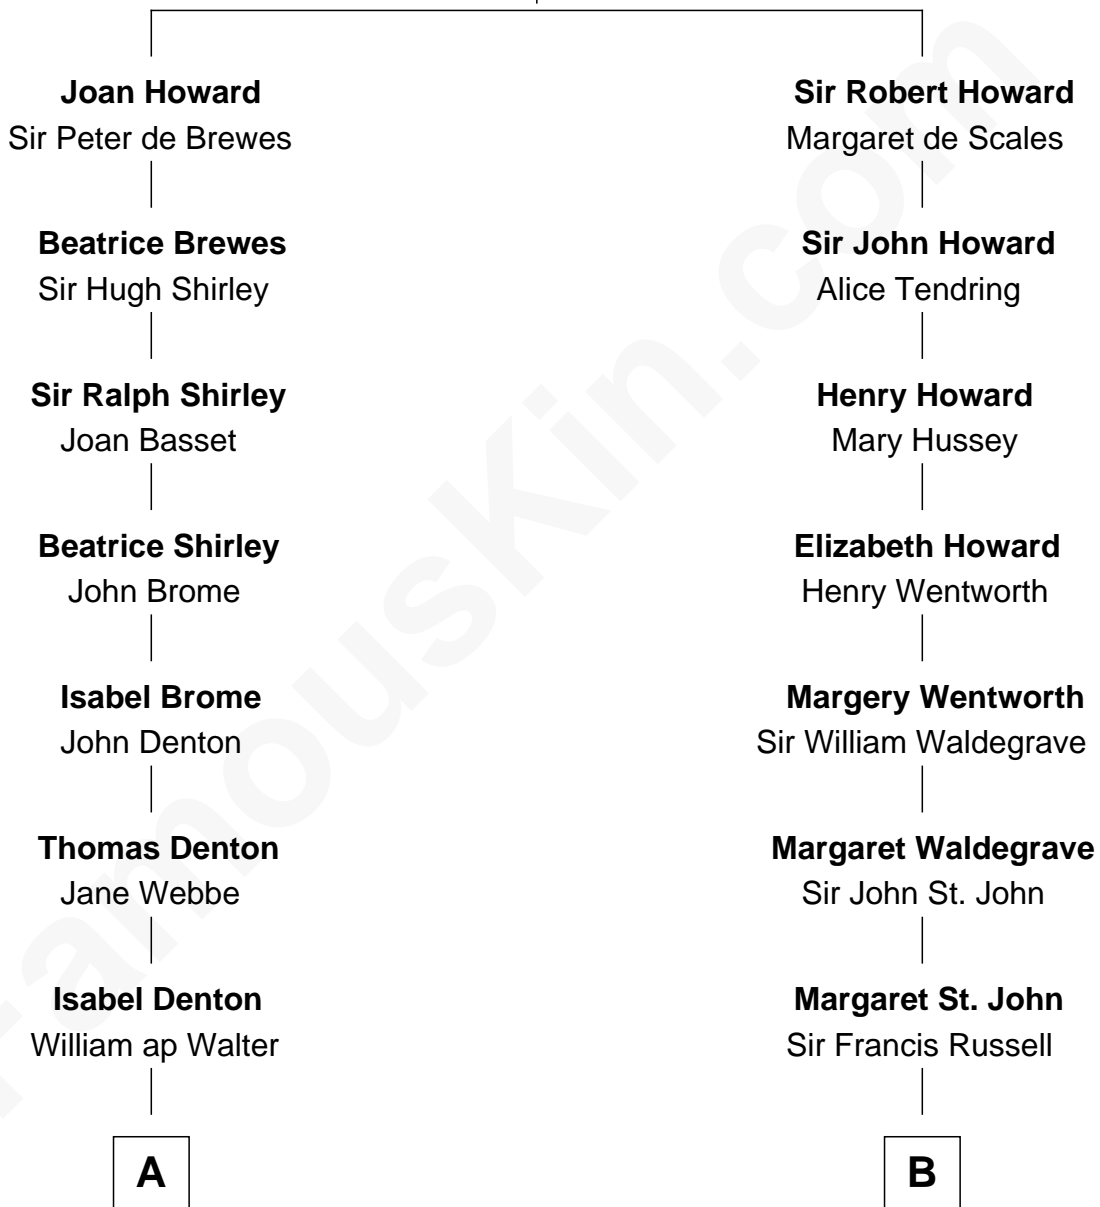 Joan Howard
Sir Peter de Brewes
Sir Robert Howard
Margaret de Scales
Beatrice Brewes
Sir Hugh Shirley
Sir John Howard
Alice Tendring
Sir Ralph Shirley
Joan Basset
Henry Howard
Mary Hussey
Beatrice Shirley
John Brome
Elizabeth Howard
Henry Wentworth
Isabel Brome
John Denton
Margery Wentworth
Sir William Waldegrave
Thomas Denton
Jane Webbe
Margaret Waldegrave
Sir John St. John
Isabel Denton
William ap Walter
Margaret St. John
Sir Francis Russell
A
B
FamousKin.com